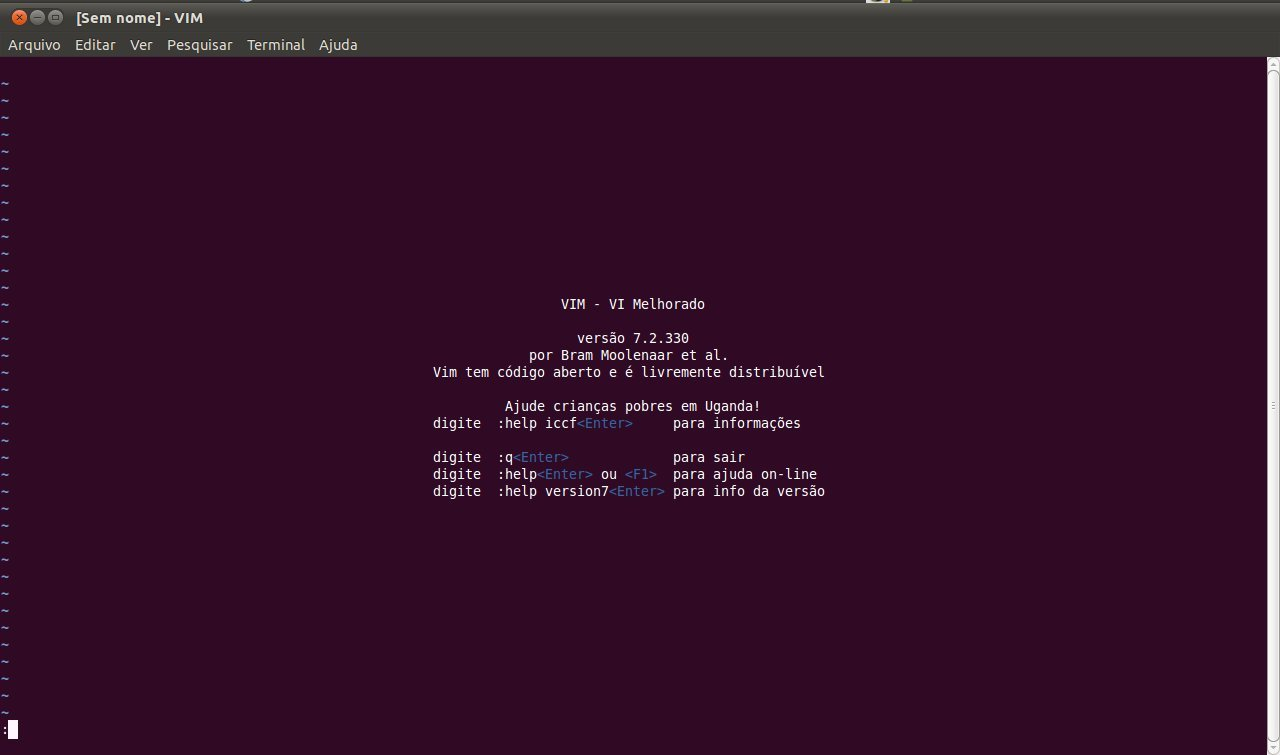 [Sem nome] - VIM
Arquivo Editar Ver Pesquisar Terminal Ajuda
~
~
~
~
~
~
~
~
~
~
~
~
~
~ VIM - VI Melhorado
~
~ versão 7.2.330
~ por Bram Moolenaar et al.
~ Vim tem código aberto e é livremente distribuível
~
~ Ajude crianças pobres em Uganda!
~ digite :help iccf<Enter> para informações
~
~ digite :q<Enter> para sair
~ digite :help<Enter> ou <F1> para ajuda on-line
~ digite :help version7<Enter> para info da versão
~
~
~
~
~
~
~
~
~
~
~
~
~
: